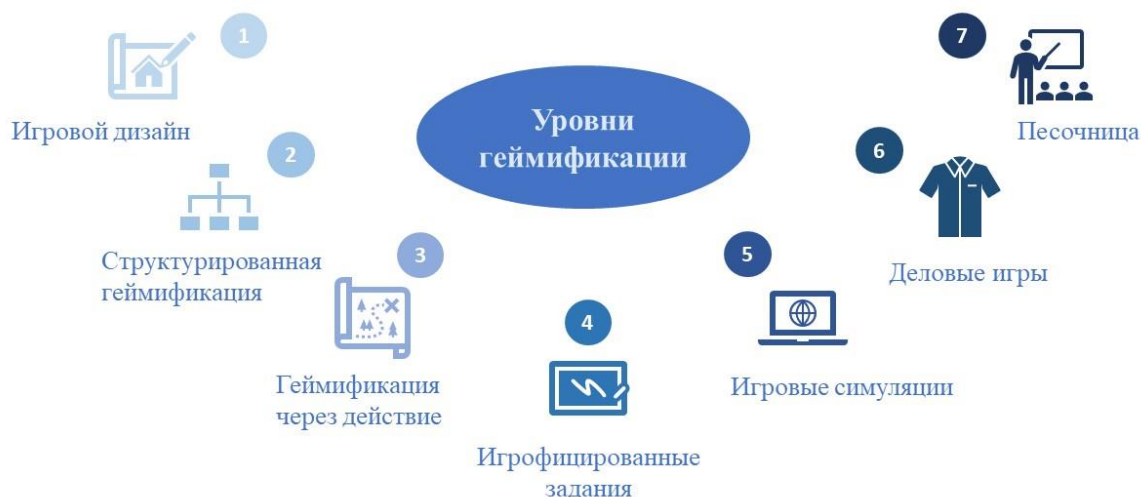 Уровни
геймификации
1
Игровой дизайн
2
Структурированная
геймификация
3
Геймификация
через действие
4
Игрофицированные
задания
5
Игровые симуляции
6
Деловые игры
7
Песочница